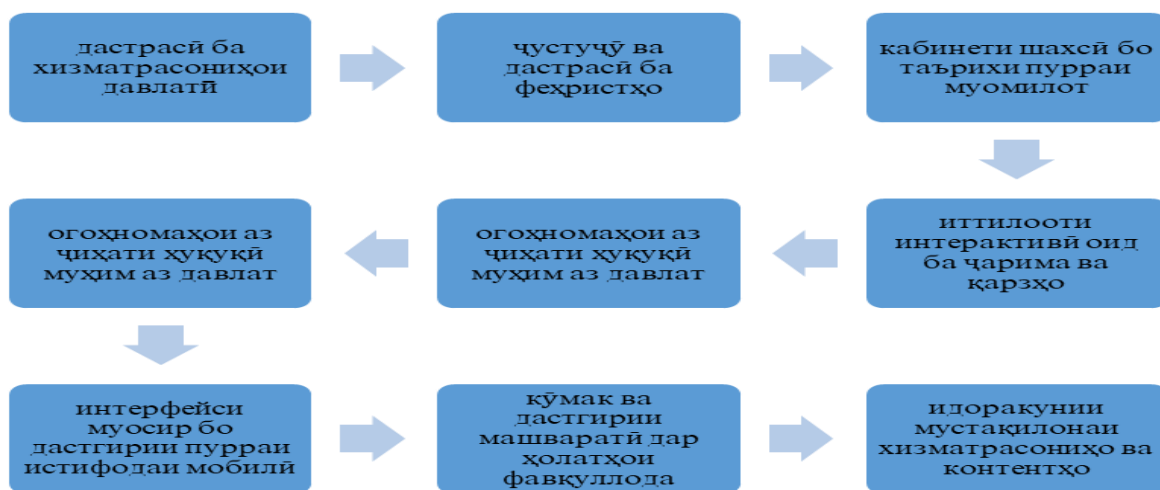 дастрасӣ ба
хизматрасониҳои
давлатӣ
ҷустуҷӯ ва
дастрасӣ ба
феҳристҳо
кабинети шахсӣ бо
таърихи пурраи
муомилот
иттилооти
интерактивӣ оид
ба ҷарима ва
қарзҳо
огоҳномаҳои аз
ҷиҳати ҳуқуқӣ
муҳим аз давлат
огоҳномаҳои аз
ҷиҳати ҳуқуқӣ
муҳим аз давлат
интерфейси
муосир бо
дастгирии пурраи
истифодаи мобилӣ
кӯмак ва
дастгирии
машваратӣ дар
ҳолатҳои
фавқуллода
идоракунии
мустақилонаи
хизматрасониҳо ва
контентҳо